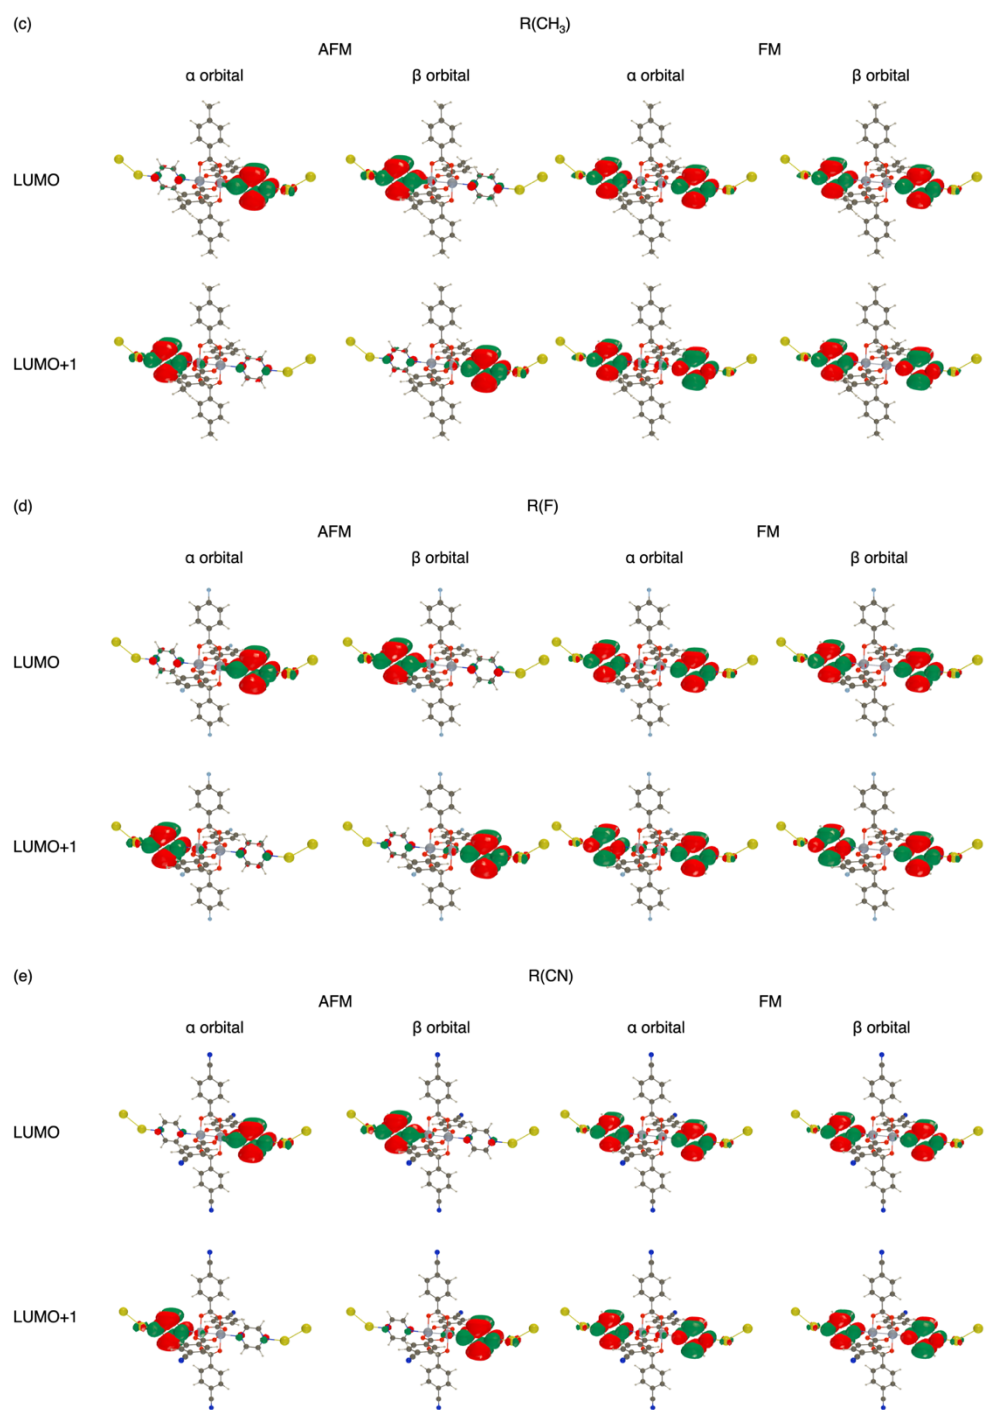 (c) R(CH₃)
AFM FM
α orbital β orbital α orbital β orbital
LUMO
LUMO+1
(d) R(F)
AFM FM
α orbital β orbital α orbital β orbital
LUMO
LUMO+1
(e) R(CN)
AFM FM
α orbital β orbital α orbital β orbital
LUMO
LUMO+1